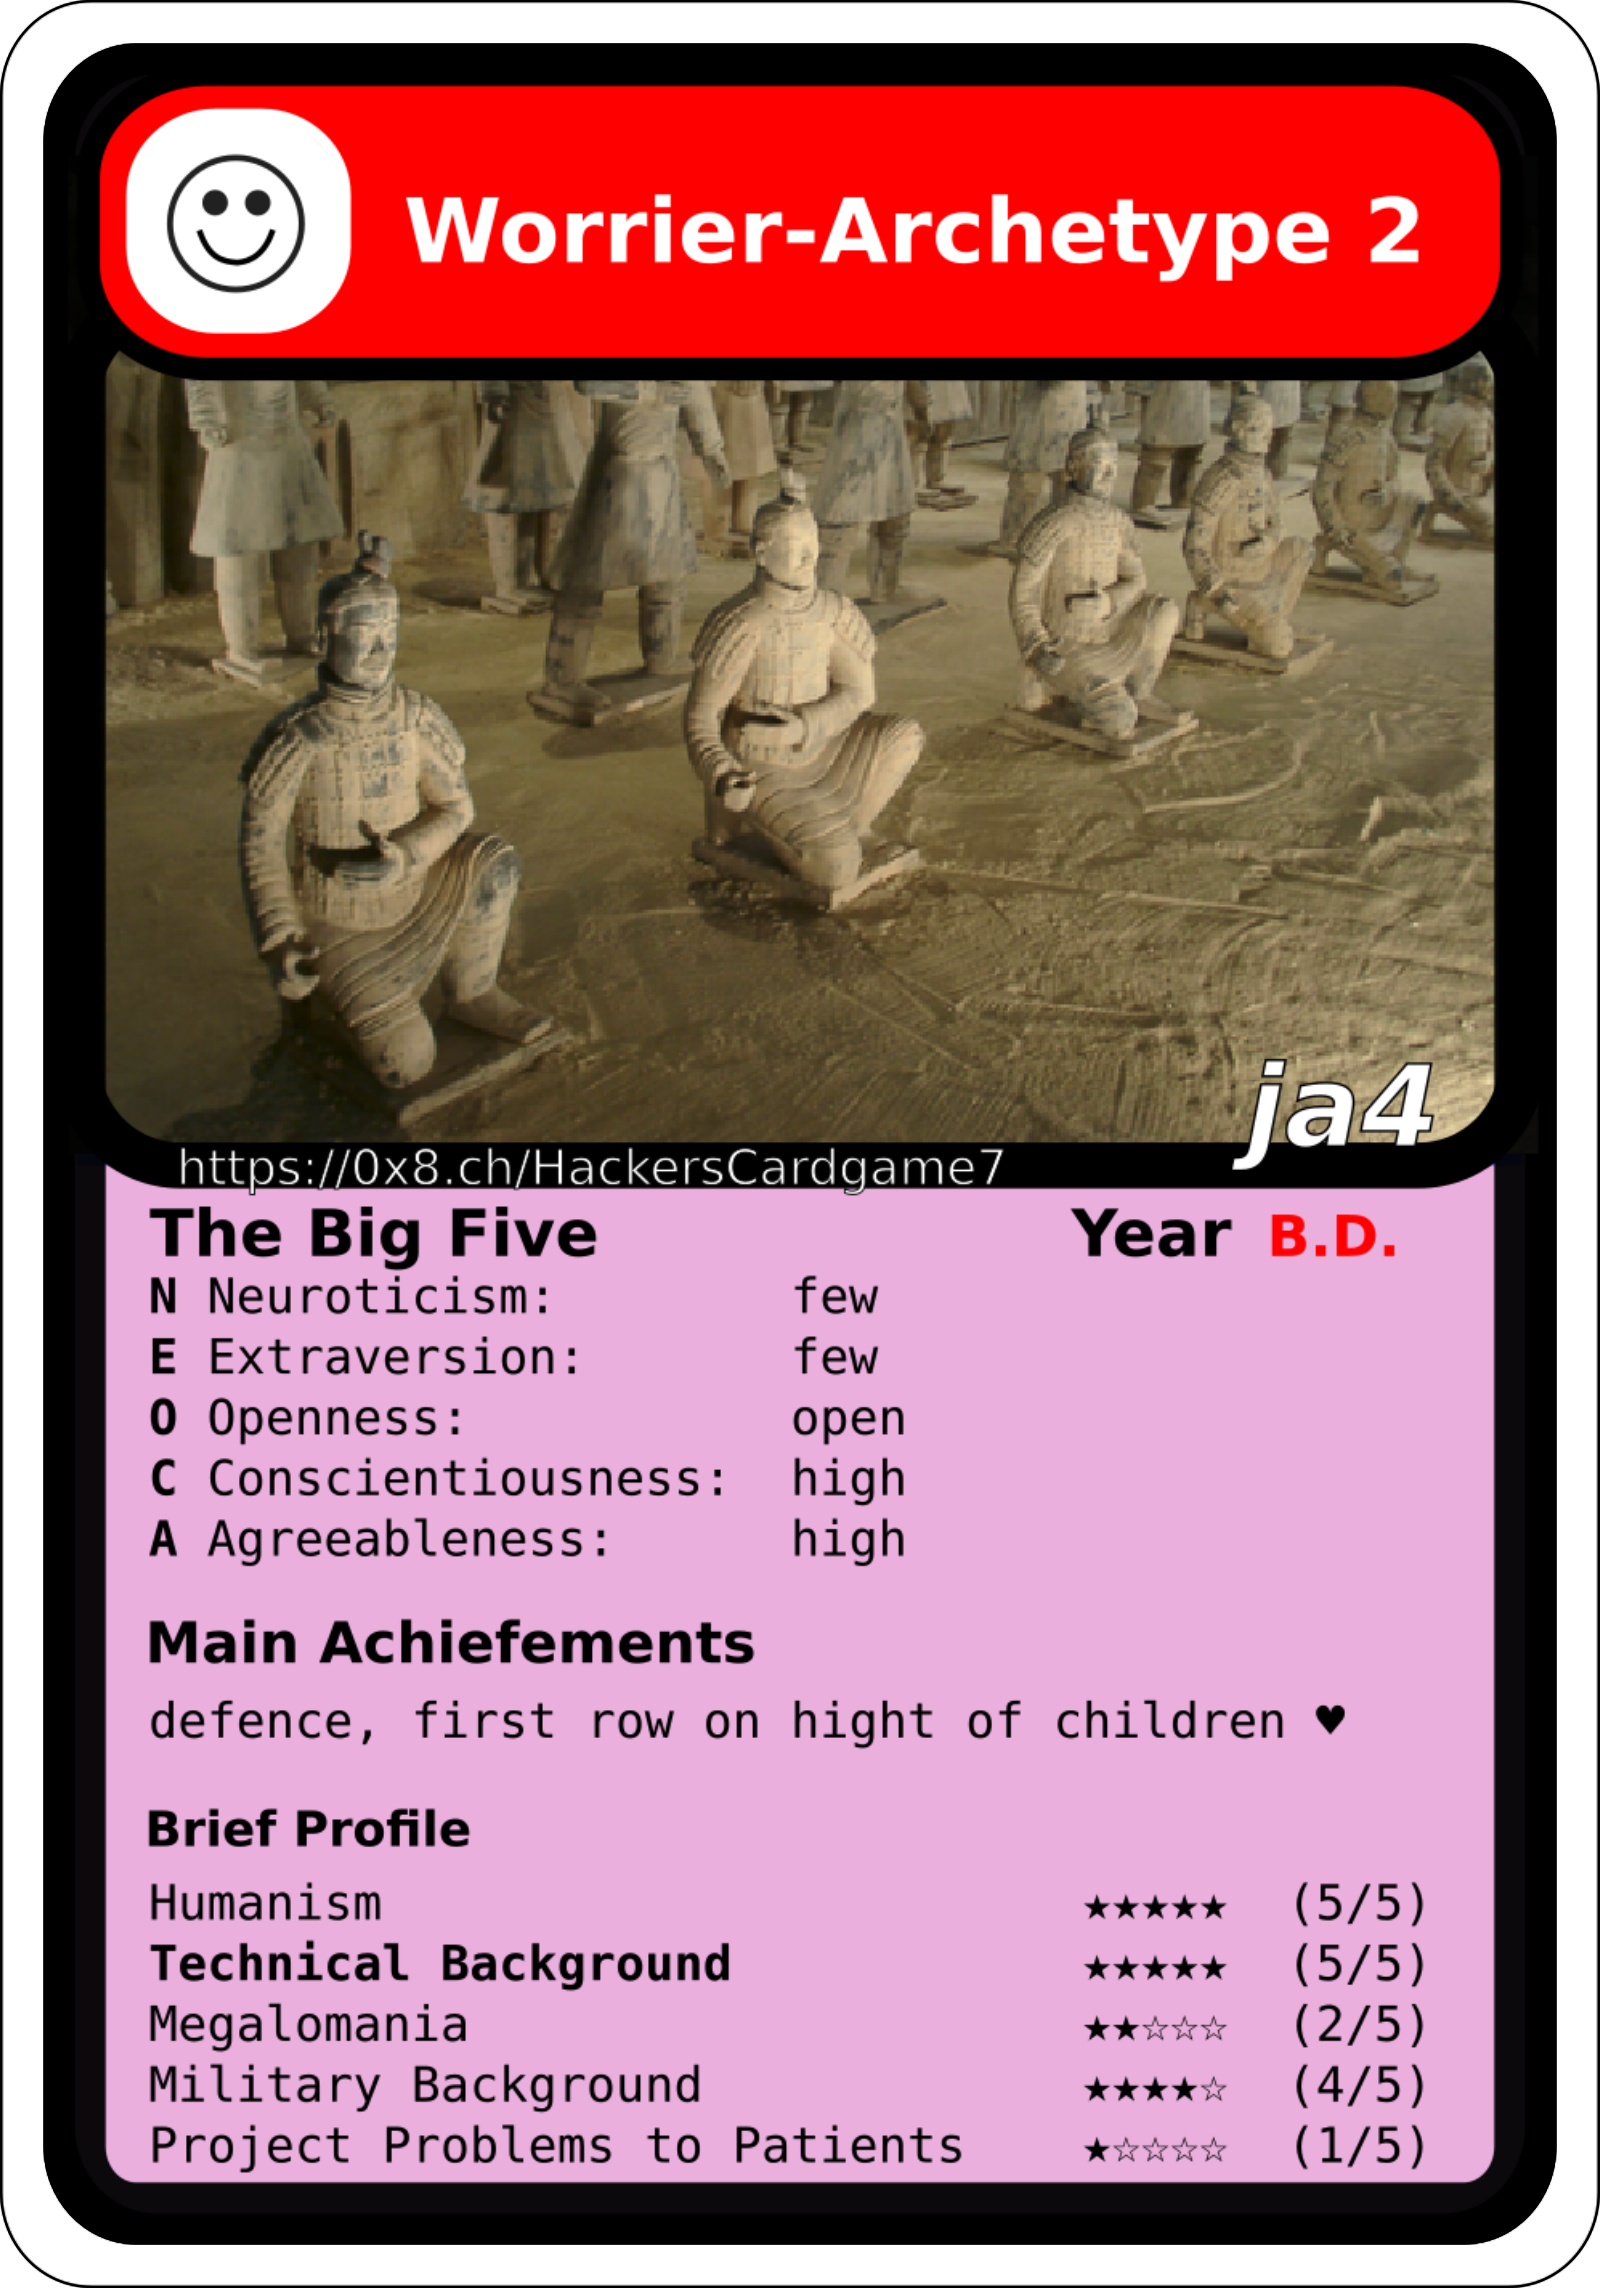 Worrier-Archetype 2
ja4
https://0x8.ch/HackersCardgame7
The Big Five Year B.D.
N Neuroticism: few
E Extraversion: few
O Openness: open
C Conscientiousness: high
A Agreeableness: high
Main Achiefements
defence, first row on hight of children ♥
Brief Profile
Humanism ★★★★★ (5/5)
Technical Background ★★★★★ (5/5)
Megalomania ★★☆☆☆ (2/5)
Military Background ★★★★☆ (4/5)
Project Problems to Patients ★☆☆☆☆ (1/5)